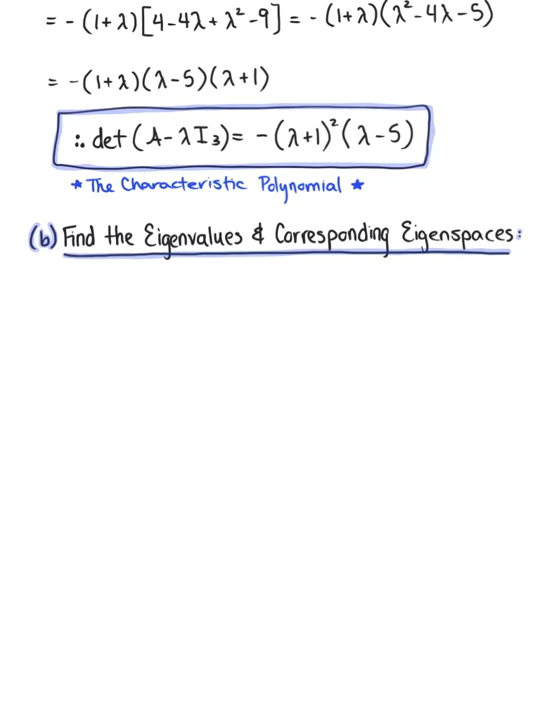 = - (1+λ)[4-4λ+λ²-9] = - (1+λ)(λ²-4λ-5)
= -(1+λ)(λ-5)(λ+1)
∴ det (A-λI₃) = -(λ+1)²(λ-5)
* The Characteristic Polynomial *
(b) Find the Eigenvalues & Corresponding Eigenspaces: